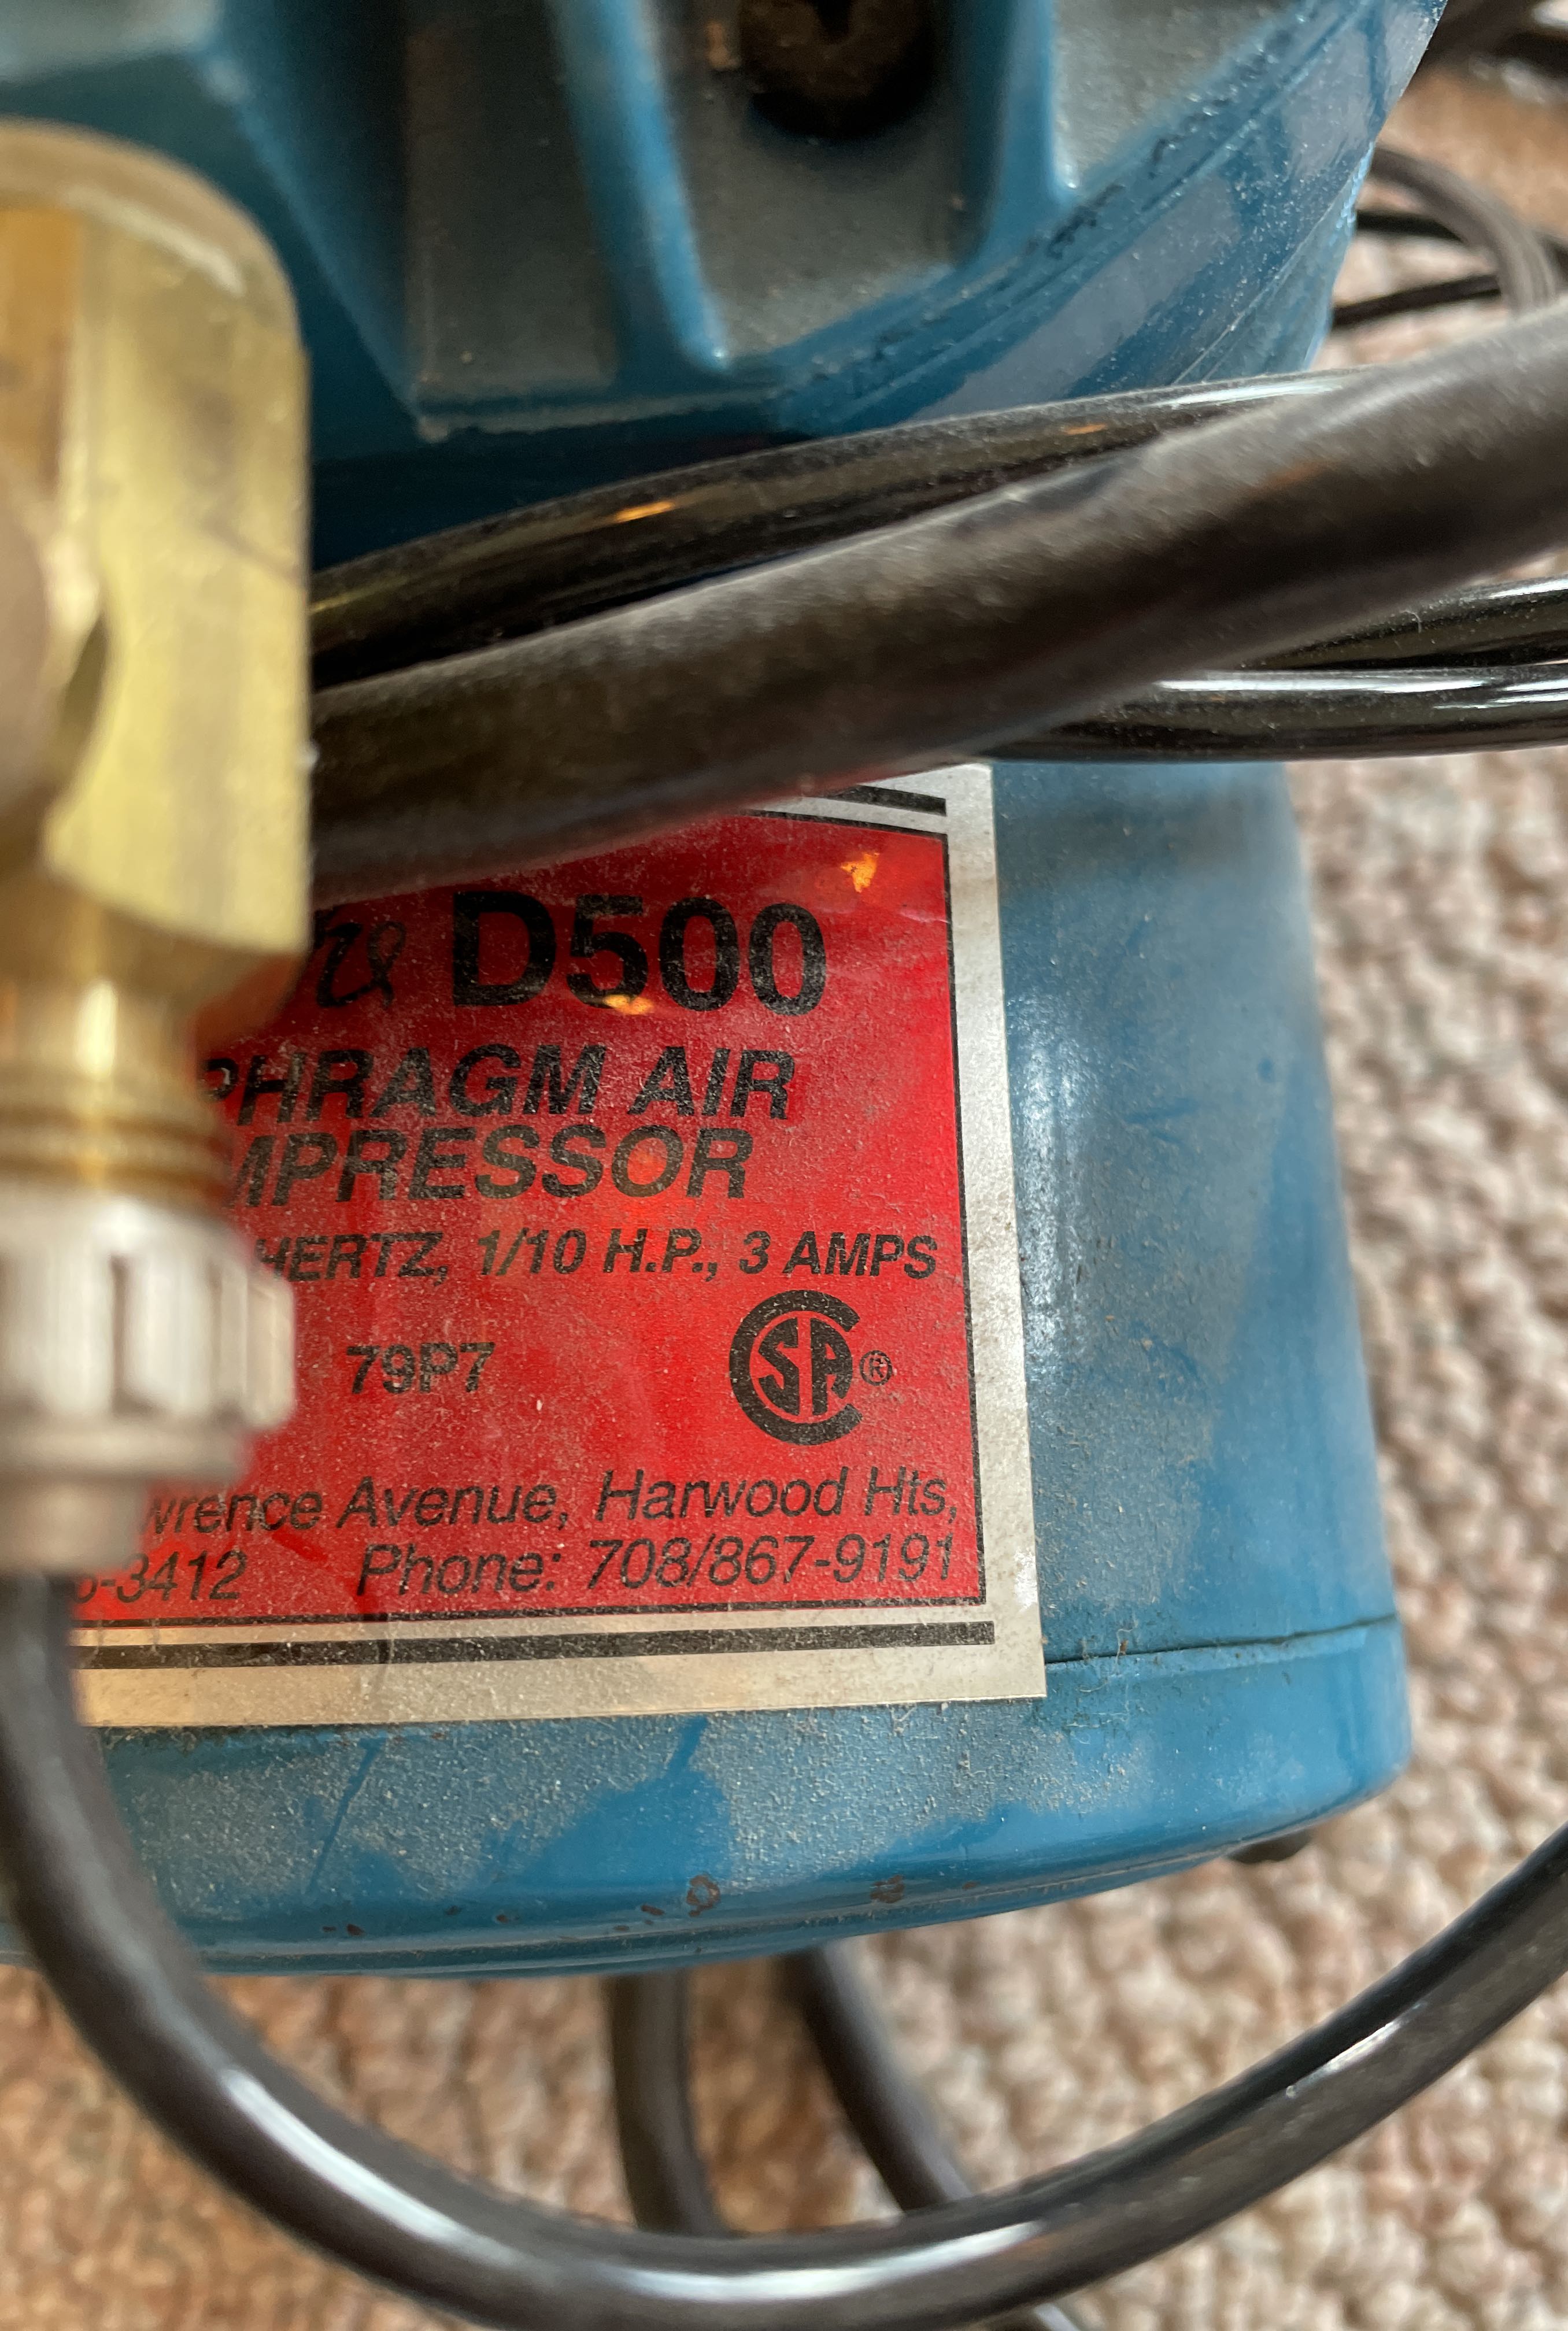 D500
PHRAGM AIR
MPRESSOR
HERTZ, 1/10 H.P., 3 AMPS
79P7
CSA®
wrence Avenue, Harwood Hts,
-3412 Phone: 708/867-9191